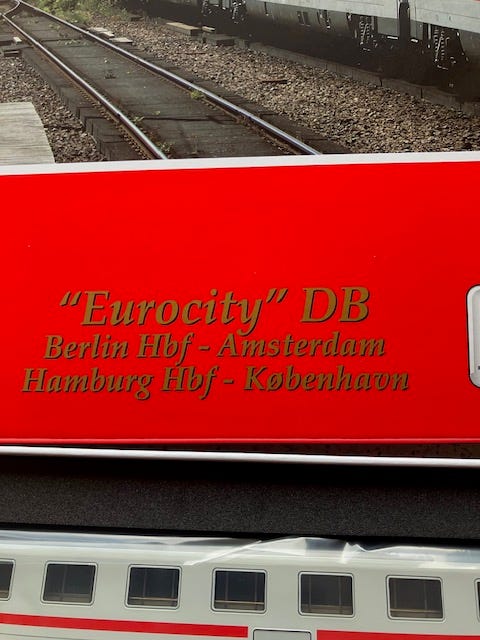 “Eurocity” DB
Berlin Hbf - Amsterdam
Hamburg Hbf - København